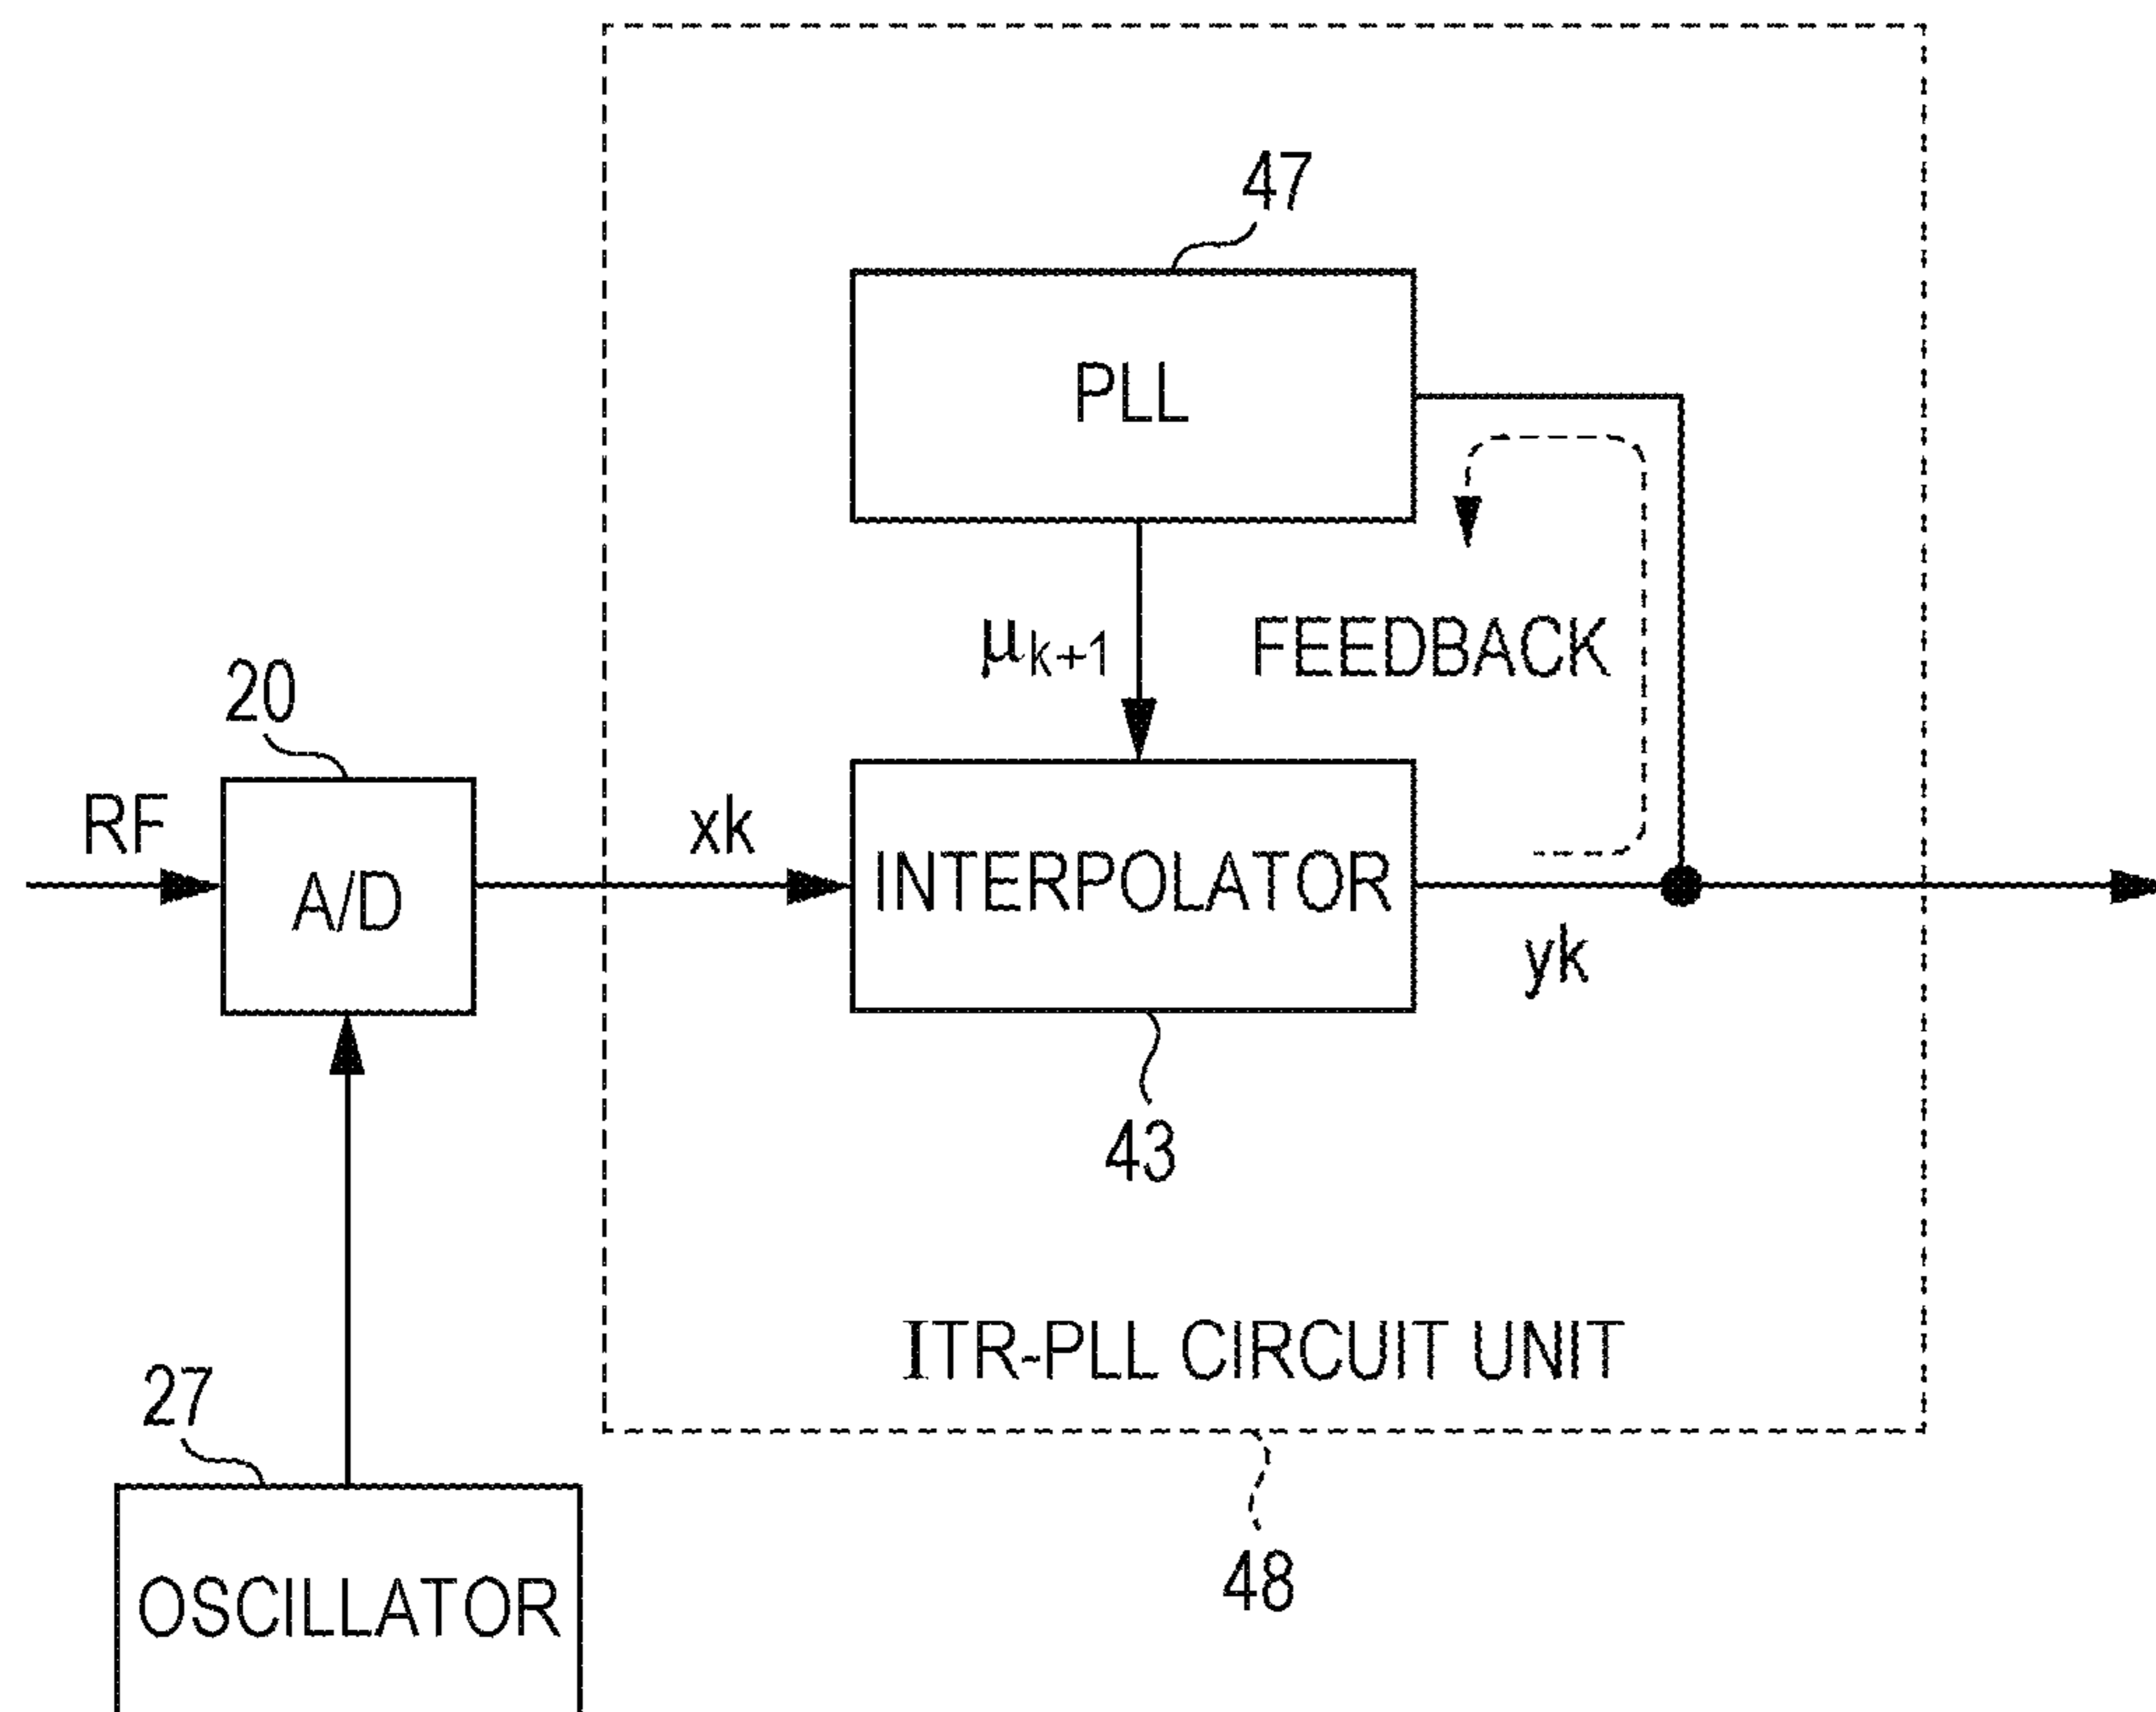 47
PLL
μk+1
FEEDBACK
20
RF
A/D
xk
INTERPOLATOR
yk
43
ITR-PLL CIRCUIT UNIT
27
48
OSCILLATOR